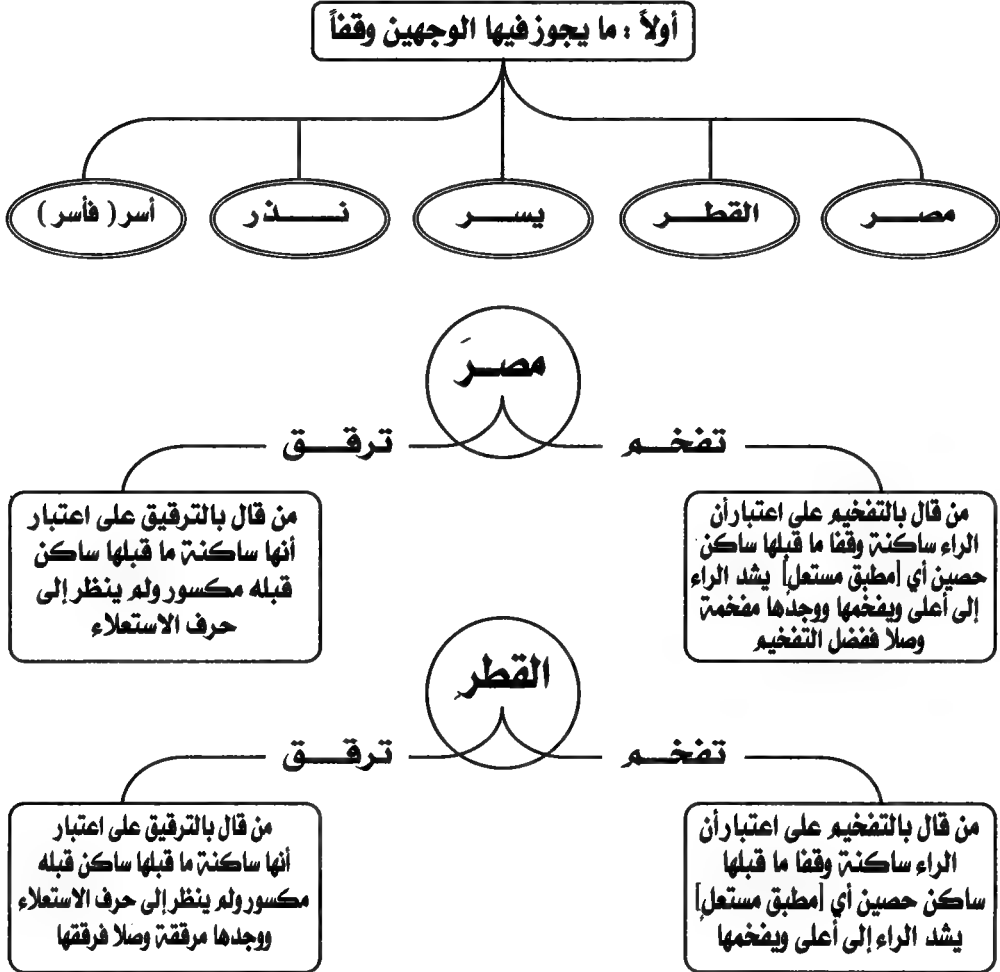 أولاً : ما يجوز فيها الوجهين وقفاً
مصـــر
القطـــر
يســـر
نـــذر
أسر ( فأسر )
مصـرَ
تفخـــم
ترقـــق
من قال بالتفخيم على اعتبار أن
الراء ساكنة وقفا ما قبلها ساكن
حصين أي [مطبق مستعل] يشد الراء
إلى أعلى ويفخمها ووجدها مفخمة
وصلا ففضل التفخيم
من قال بالترقيق على اعتبار
أنها ساكنة ما قبلها ساكن
قبله مكسور ولم ينظر إلى
حرف الاستعلاء
القطرِ
تفخـــم
ترقـــق
من قال بالتفخيم على اعتبار أن
الراء ساكنة وقفا ما قبلها
ساكن حصين أي [مطبق مستعل]
يشد الراء إلى أعلى ويفخمها
من قال بالترقيق على اعتبار
أنها ساكنة ما قبلها ساكن قبله
مكسور ولم ينظر إلى حرف الاستعلاء
ووجدها مرققة وصلا فرققها